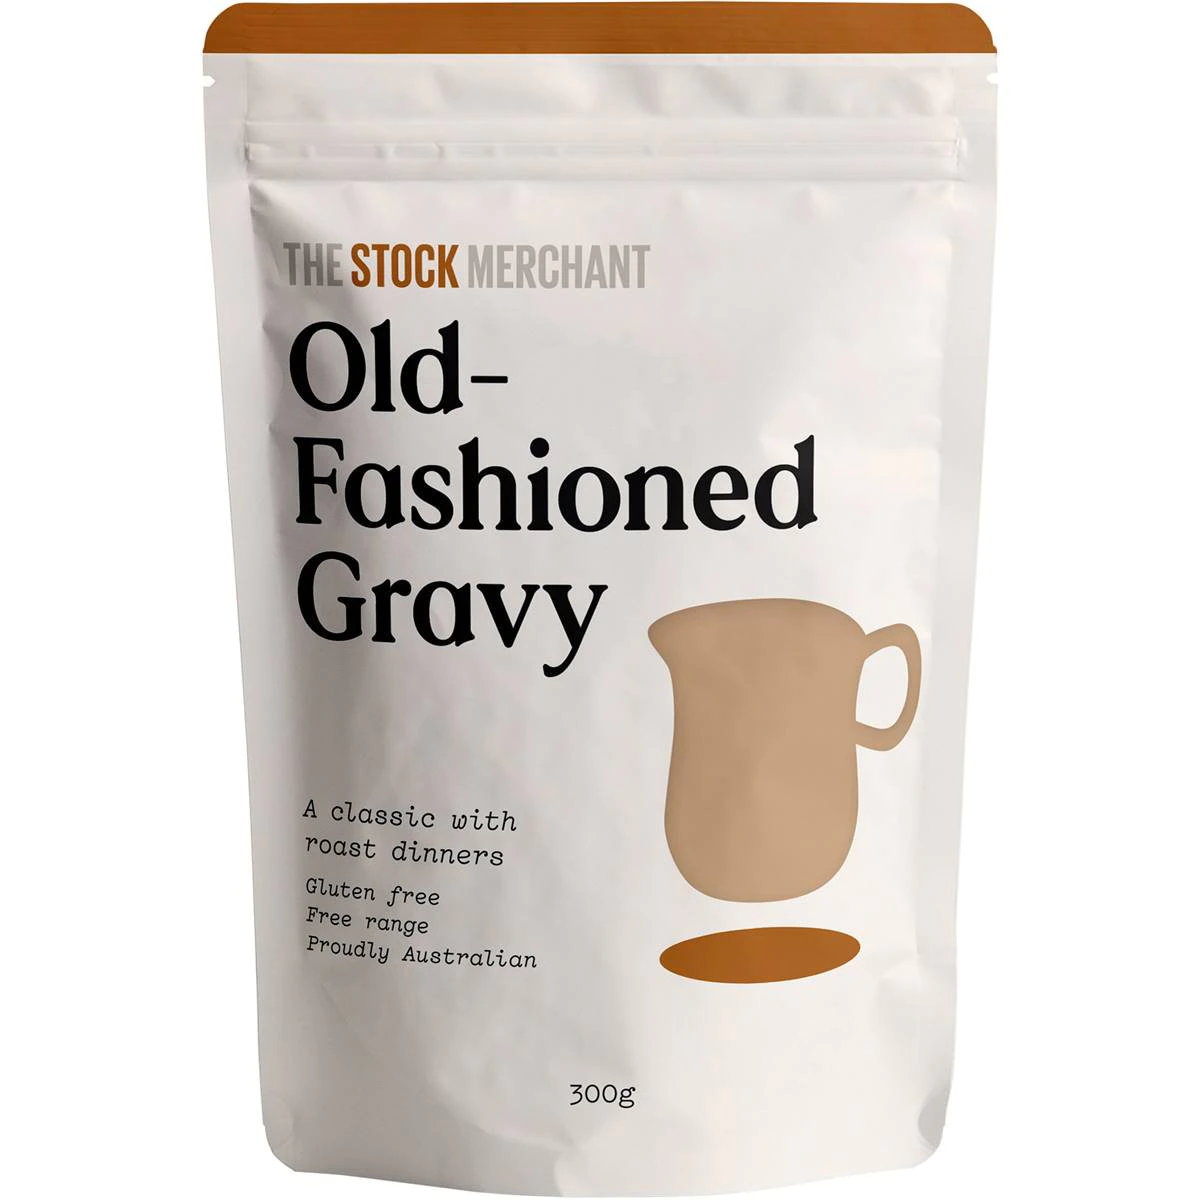 THE STOCK MERCHANT
Old-
Fashioned
Gravy
A classic with
roast dinners
Gluten free
Free range
Proudly Australian
300g